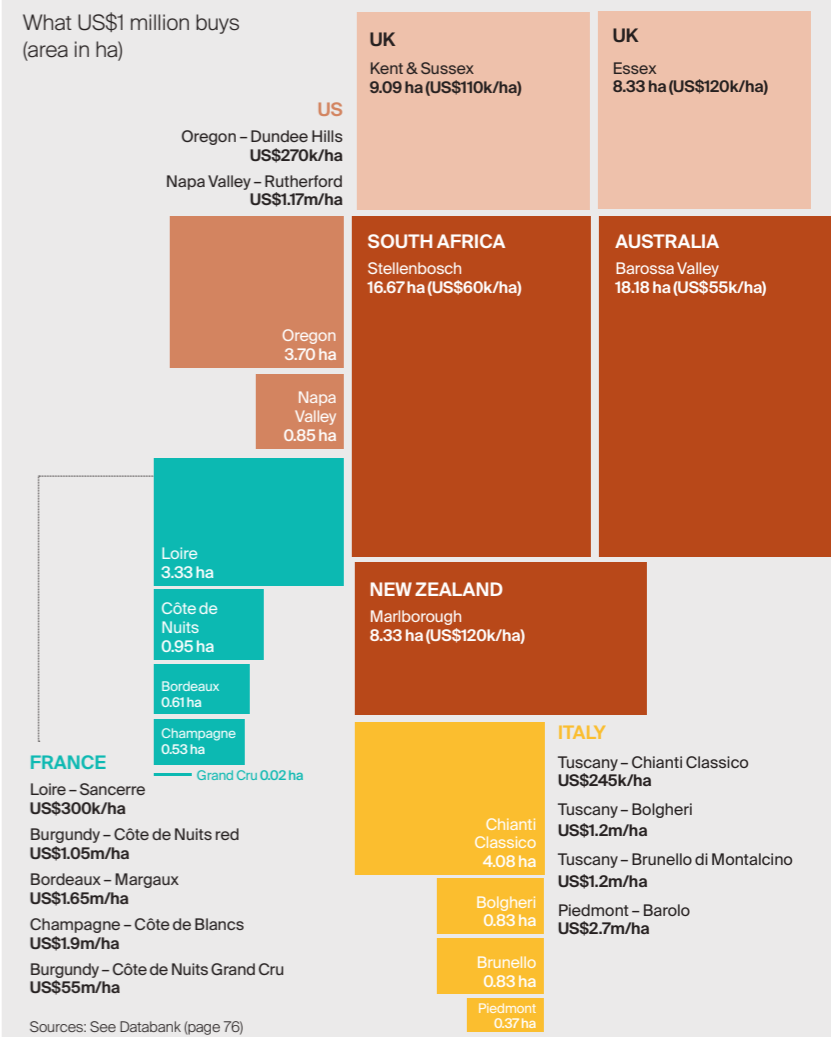 What US$1 million buys
(area in ha)
UK
Kent & Sussex
9.09 ha (US$110k/ha)
UK
Essex
8.33 ha (US$120k/ha)
US
Oregon – Dundee Hills
US$270k/ha
Napa Valley – Rutherford
US$1.17m/ha
Oregon
3.70 ha
Napa
Valley
0.85 ha
SOUTH AFRICA
Stellenbosch
16.67 ha (US$60k/ha)
AUSTRALIA
Barossa Valley
18.18 ha (US$55k/ha)
Loire
3.33 ha
Côte de
Nuits
0.95 ha
Bordeaux
0.61 ha
Champagne
0.53 ha
Grand Cru 0.02 ha
NEW ZEALAND
Marlborough
8.33 ha (US$120k/ha)
FRANCE
Loire – Sancerre
US$300k/ha
Burgundy – Côte de Nuits red
US$1.05m/ha
Bordeaux – Margaux
US$1.65m/ha
Champagne – Côte de Blancs
US$1.9m/ha
Burgundy – Côte de Nuits Grand Cru
US$55m/ha
Chianti
Classico
4.08 ha
Bolgheri
0.83 ha
Brunello
0.83 ha
Piedmont
0.37 ha
ITALY
Tuscany – Chianti Classico
US$245k/ha
Tuscany – Bolgheri
US$1.2m/ha
Tuscany – Brunello di Montalcino
US$1.2m/ha
Piedmont – Barolo
US$2.7m/ha
Sources: See Databank (page 76)